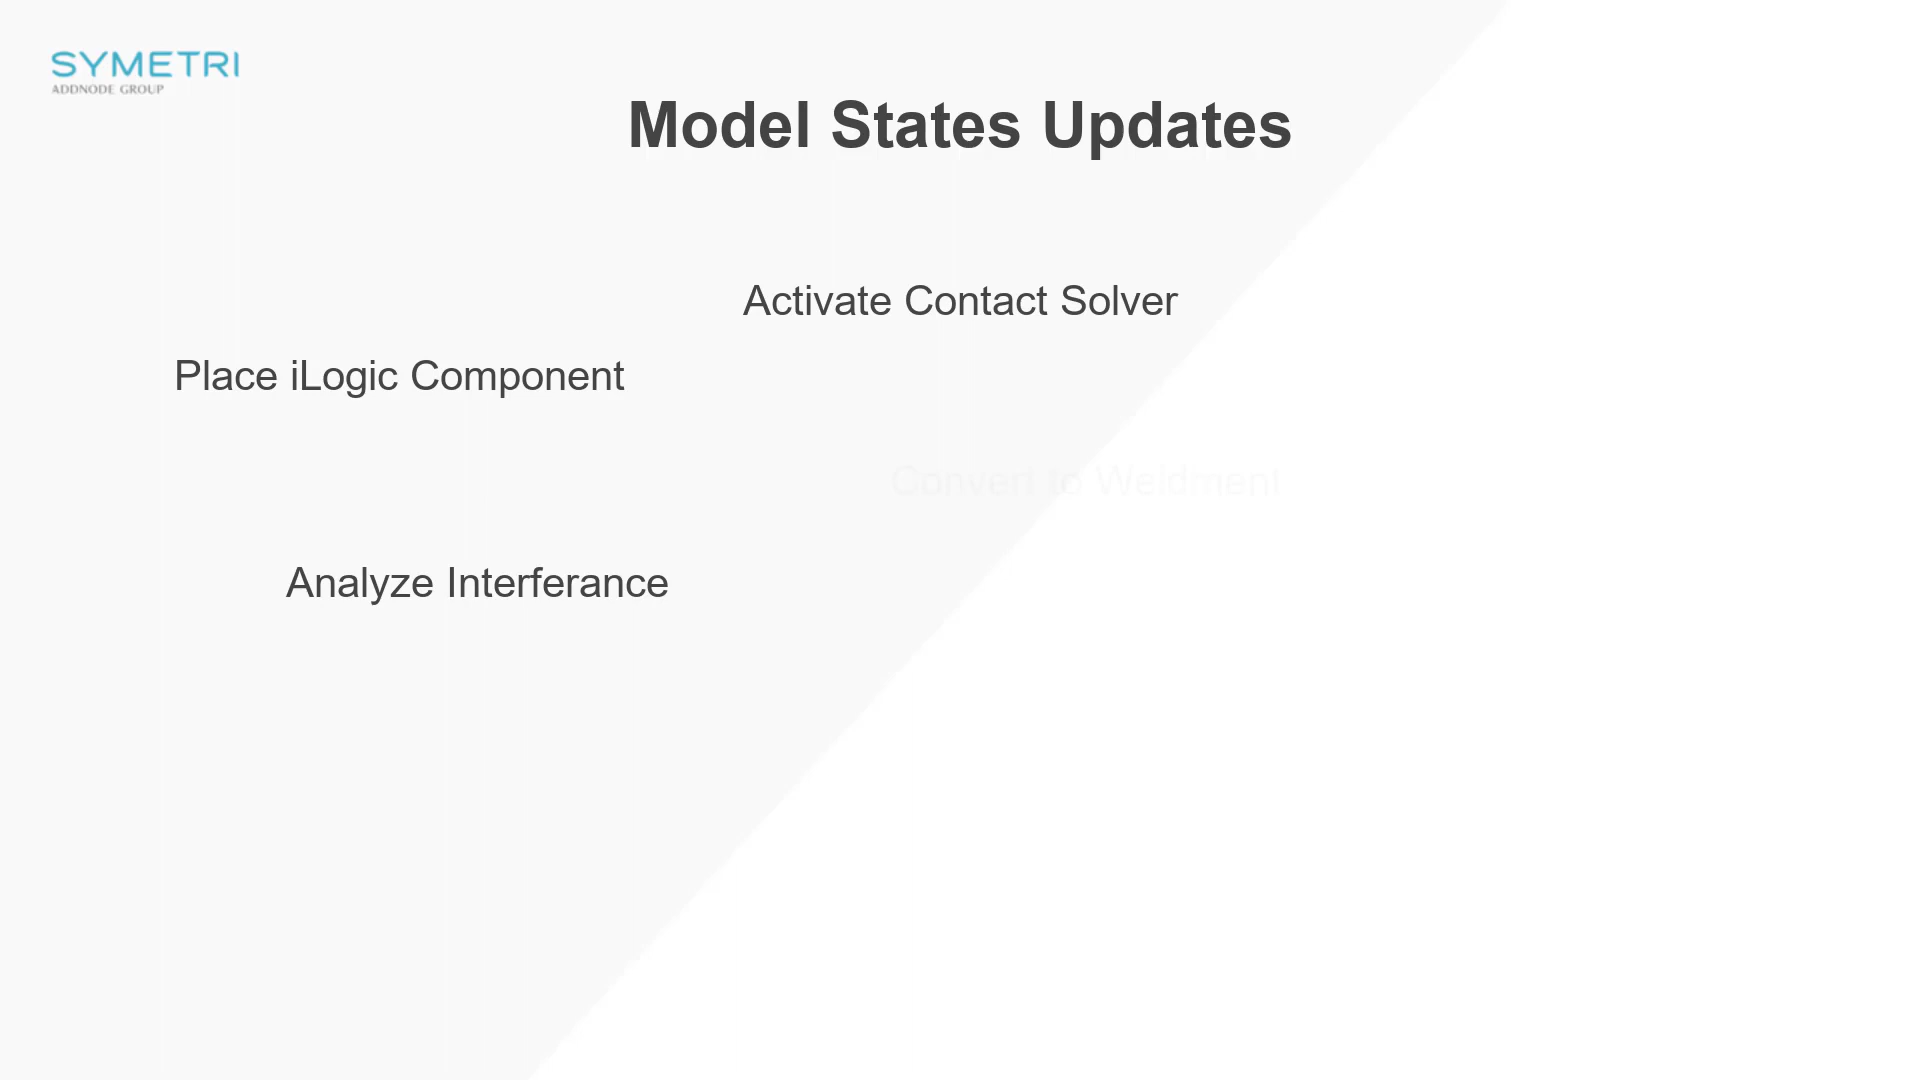 SYMETRI
ADDNODE GROUP
Model States Updates
Activate Contact Solver
Place iLogic Component
Convert to Weldment
Analyze Interferance